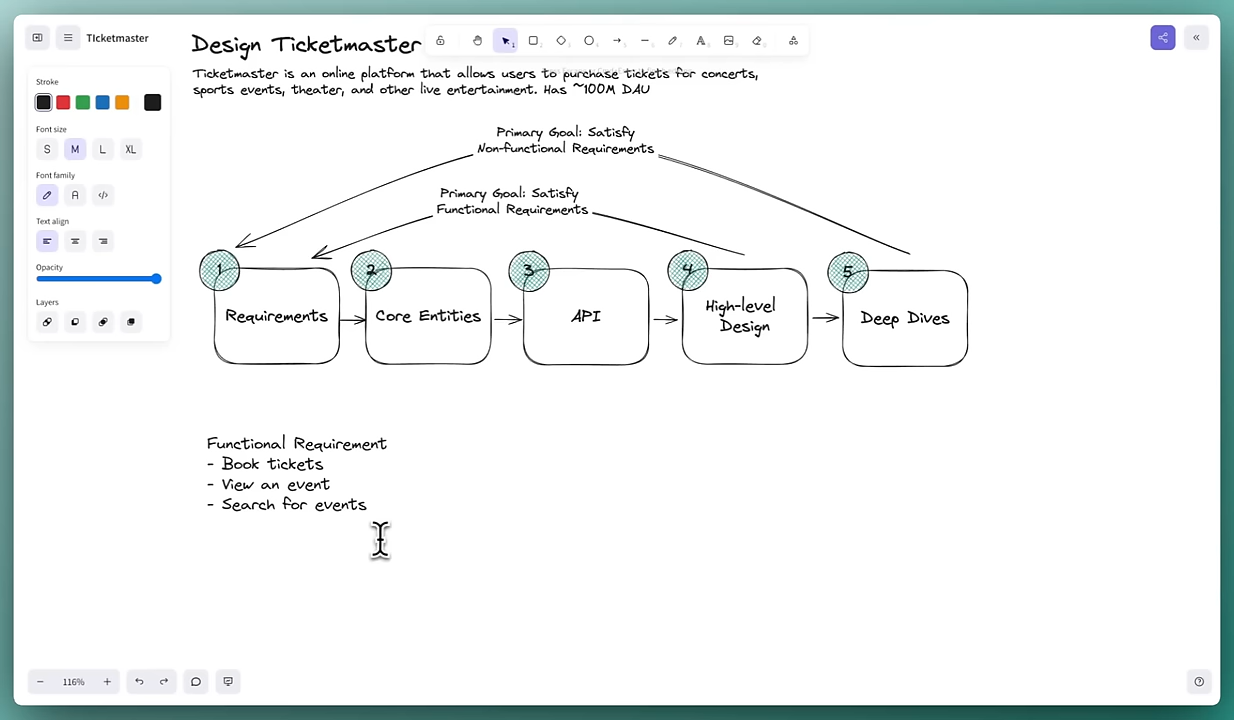 TIcketmaster
Design Ticketmaster
Ticketmaster is an online platform that allows users to purchase tickets for concerts,
sports events, theater, and other live entertainment. Has ~100M DAU
Stroke
Font size
S M L XL
Font family
A
Text align
Opacity
Layers
Primary Goal: Satisfy
Non-functional Requirements
Primary Goal: Satisfy
Functional Requirements
1
Requirements
2
Core Entities
3
API
4
High-level
Design
5
Deep Dives
Functional Requirement
- Book tickets
- View an event
- Search for events
116%